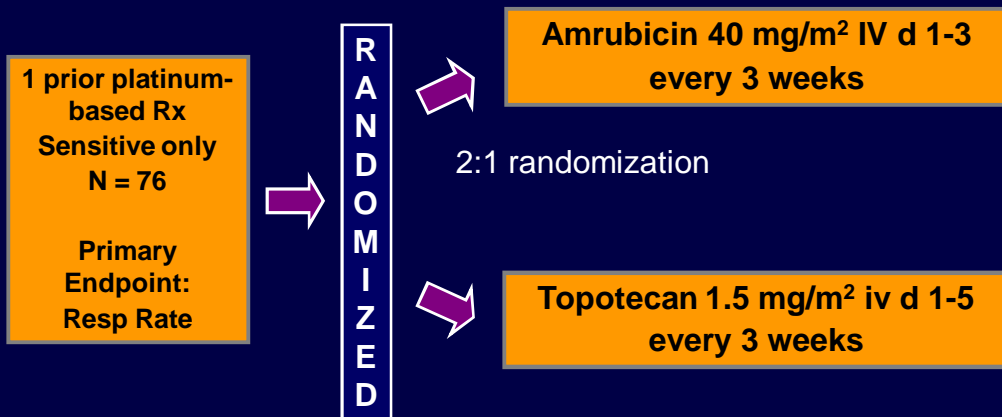 1 prior platinum-
based Rx
Sensitive only
N = 76
Primary
Endpoint:
Resp Rate
R
A
N
D
O
M
I
Z
E
D
Amrubicin 40 mg/m² IV d 1-3
every 3 weeks
2:1 randomization
Topotecan 1.5 mg/m² iv d 1-5
every 3 weeks